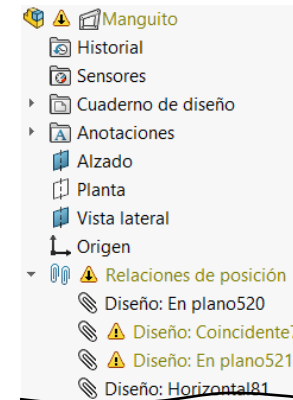 Manguito
Historial
Sensores
Cuaderno de diseño
A Anotaciones
Alzado
Planta
Vista lateral
Origen
Relaciones de posición
Diseño: En plano520
Diseño: Coincidente7
Diseño: En plano521
Diseño: Horizontal81